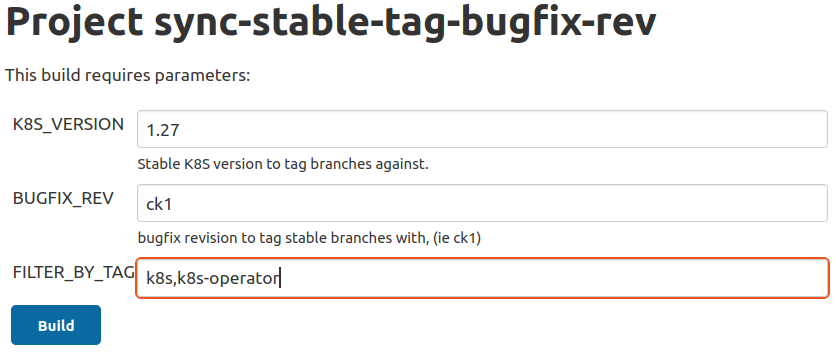 Project sync-stable-tag-bugfix-rev
This build requires parameters:
K8S_VERSION
1.27
Stable K8S version to tag branches against.
BUGFIX_REV
ck1
bugfix revision to tag stable branches with, (ie ck1)
FILTER_BY_TAG
k8s,k8s-operator
Build